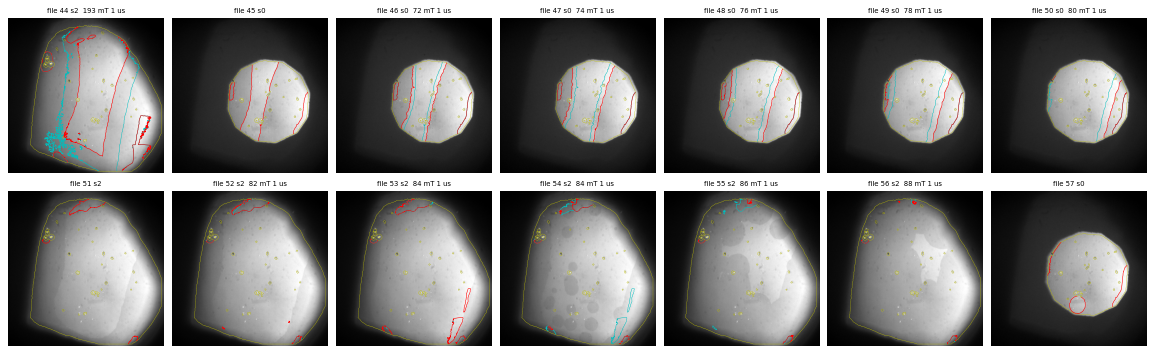 file 44 s2  193 mT 1 us
file 45 s0
file 46 s0  72 mT 1 us
file 47 s0  74 mT 1 us
file 48 s0  76 mT 1 us
file 49 s0  78 mT 1 us
file 50 s0  80 mT 1 us
file 51 s2
file 52 s2  82 mT 1 us
file 53 s2  84 mT 1 us
file 54 s2  84 mT 1 us
file 55 s2  86 mT 1 us
file 56 s2  88 mT 1 us
file 57 s0